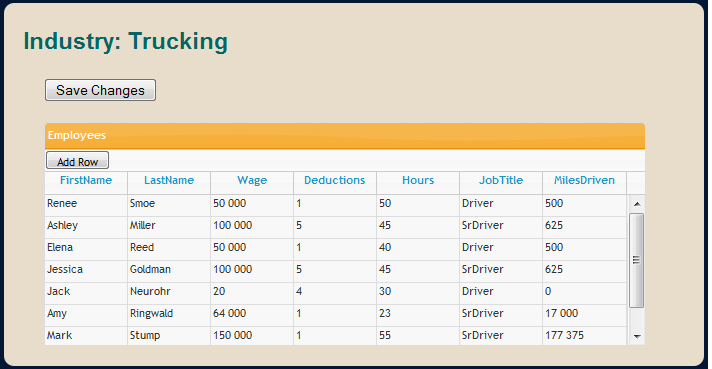 Industry: Trucking
Save Changes
Employees
Add Row
FirstName LastName Wage Deductions Hours JobTitle MilesDriven
Renee Smoe 50 000 1 50 Driver 500
Ashley Miller 100 000 5 45 SrDriver 625
Elena Reed 50 000 1 40 Driver 500
Jessica Goldman 100 000 5 45 SrDriver 625
Jack Neurohr 20 4 30 Driver 0
Amy Ringwald 64 000 1 23 SrDriver 17 000
Mark Stump 150 000 1 55 SrDriver 177 375